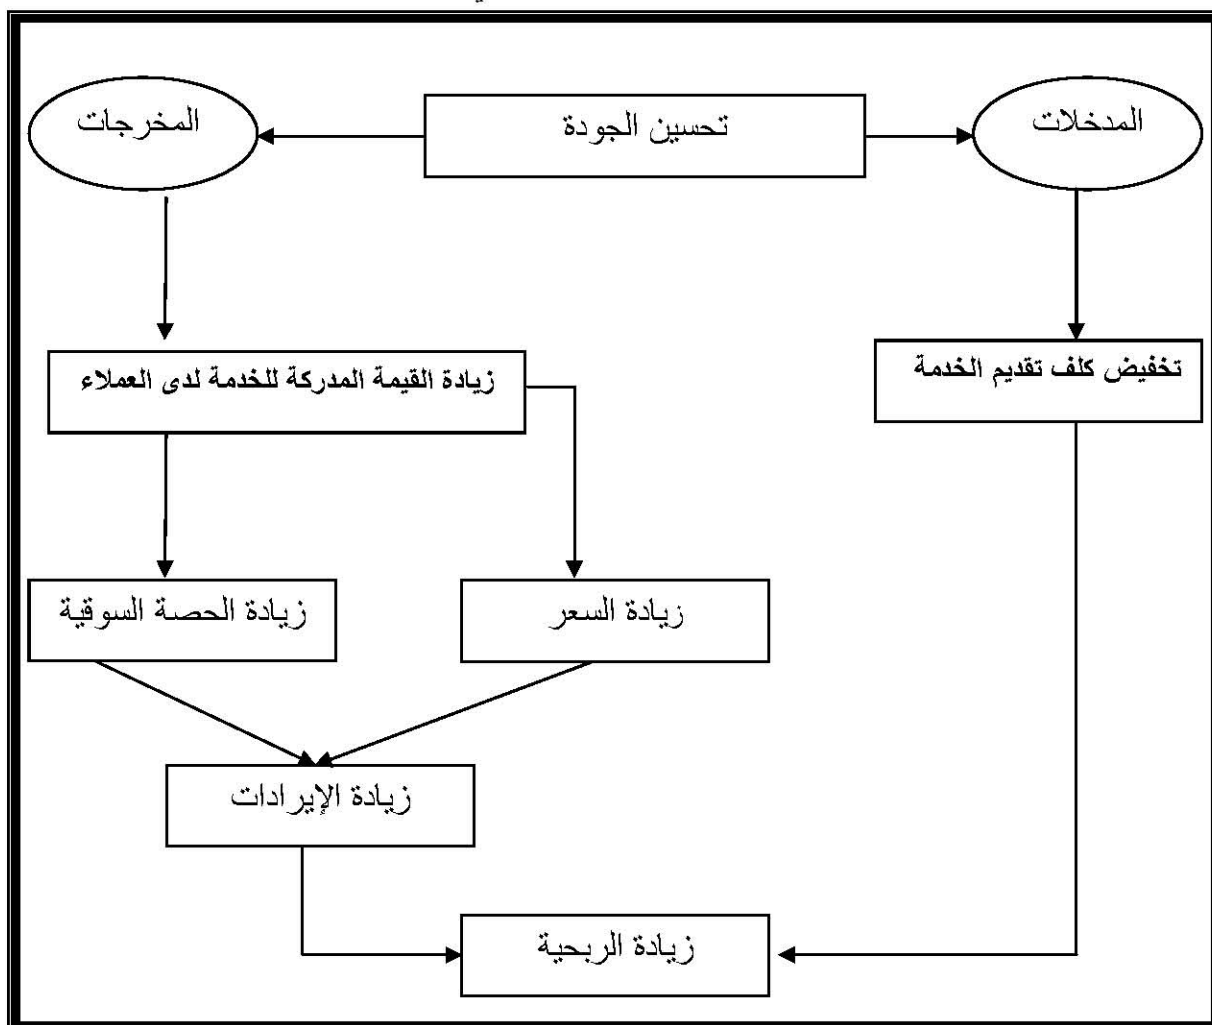 المدخلات
تحسين الجودة
المخرجات
تخفيض كلف تقديم الخدمة
زيادة القيمة المدركة للخدمة لدى العملاء
زيادة السعر
زيادة الحصة السوقية
زيادة الإيرادات
زيادة الربحية